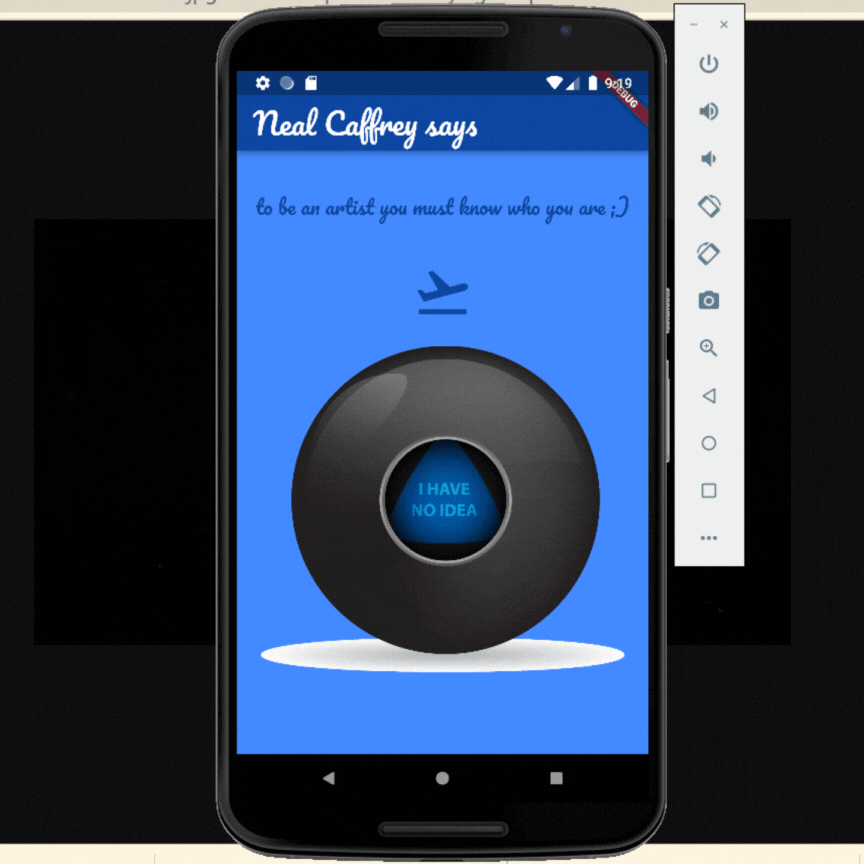 9:19
DEBUG
Neal Caffrey says
to be an artist you must know who you are ;)
I HAVE
NO IDEA